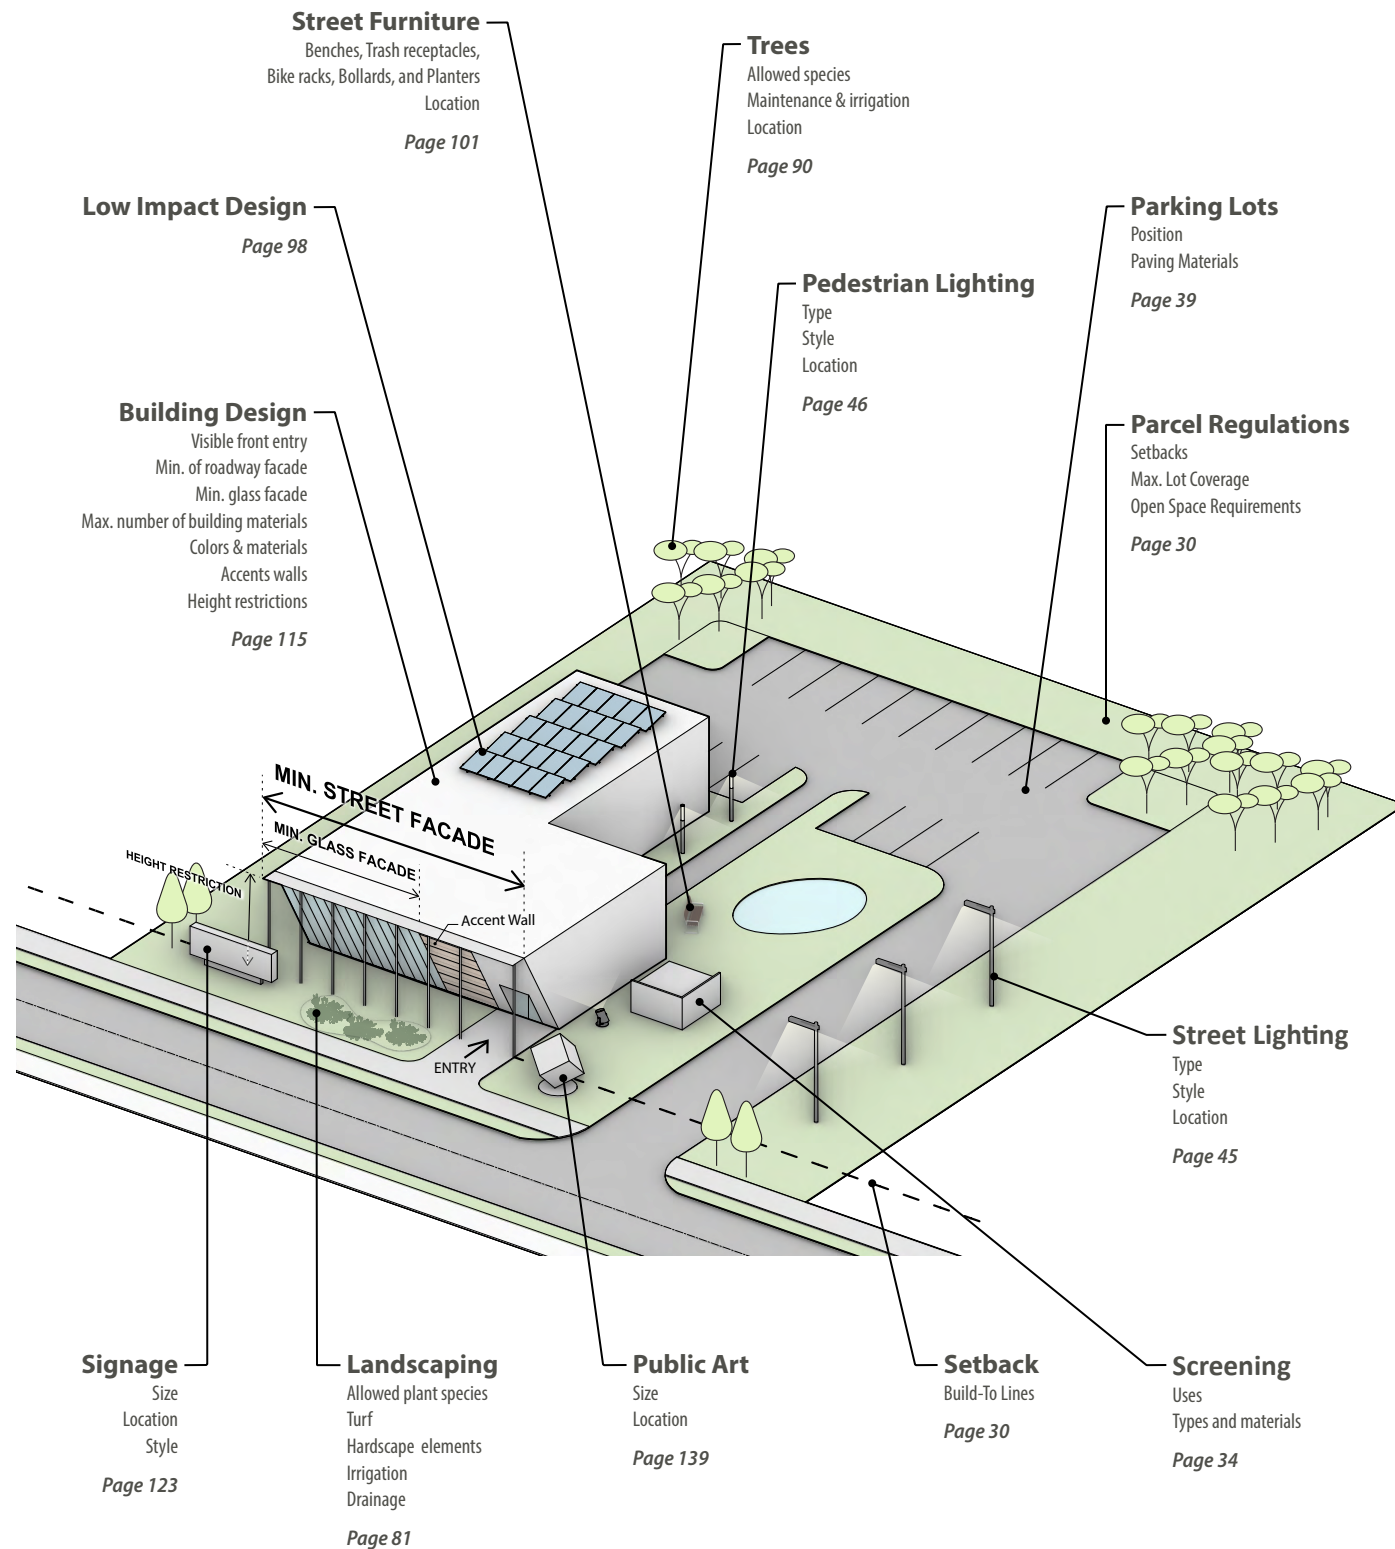 Street Furniture
Benches, Trash receptacles,
Bike racks, Bollards, and Planters
Location
Page 101
Trees
Allowed species
Maintenance & irrigation
Location
Page 90
Low Impact Design
Page 98
Parking Lots
Position
Paving Materials
Page 39
Pedestrian Lighting
Type
Style
Location
Page 46
Building Design
Visible front entry
Min. of roadway facade
Min. glass facade
Max. number of building materials
Colors & materials
Accents walls
Height restrictions
Page 115
Parcel Regulations
Setbacks
Max. Lot Coverage
Open Space Requirements
Page 30
MIN. STREET FACADE
MIN. GLASS FACADE
HEIGHT RESTRICTION
Accent Wall
ENTRY
Street Lighting
Type
Style
Location
Page 45
Signage
Size
Location
Style
Page 123
Landscaping
Allowed plant species
Turf
Hardscape elements
Irrigation
Drainage
Page 81
Public Art
Size
Location
Page 139
Setback
Build-To Lines
Page 30
Screening
Uses
Types and materials
Page 34